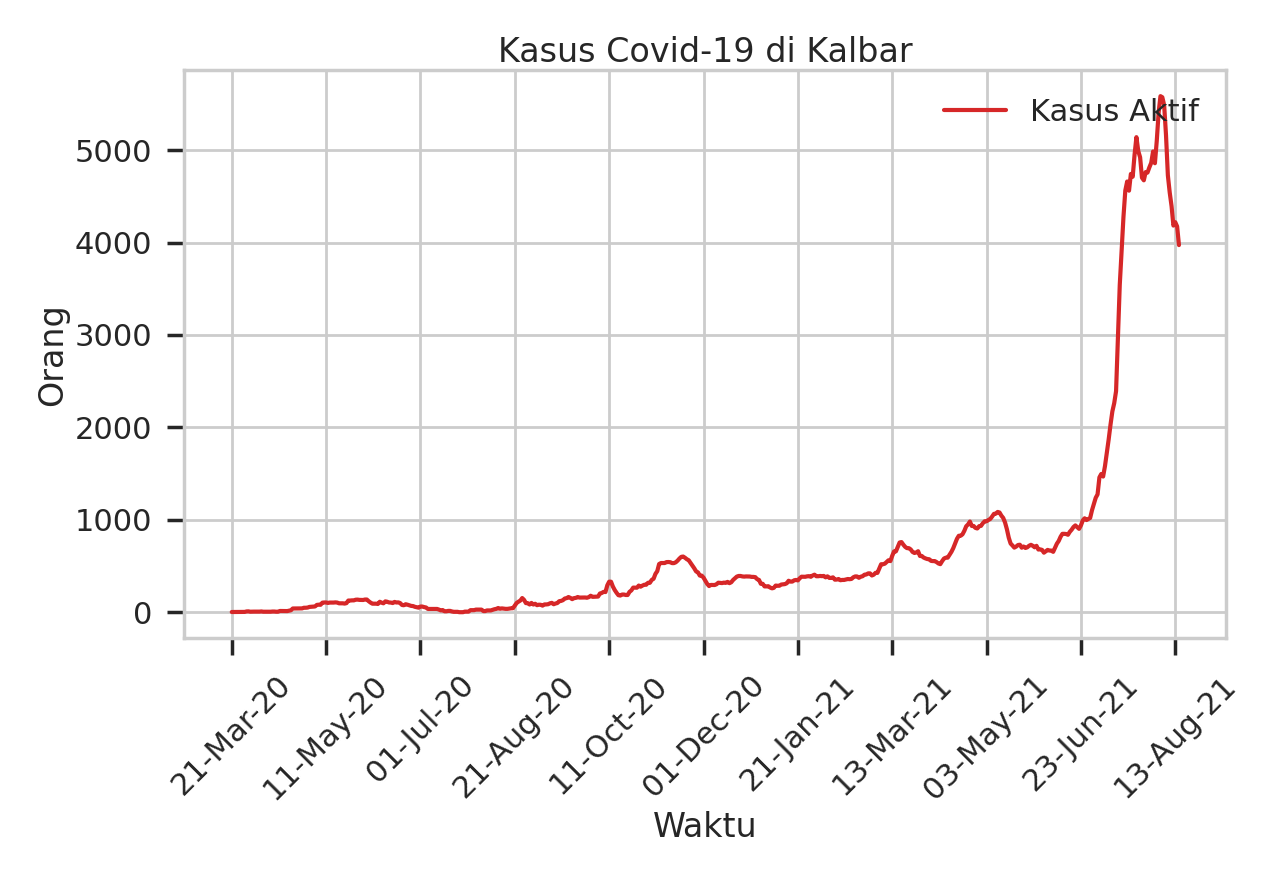 Kasus Covid-19 di Kalbar
Kasus Aktif
Orang
5000
4000
3000
2000
1000
0
21-Mar-20
11-May-20
01-Jul-20
21-Aug-20
11-Oct-20
01-Dec-20
21-Jan-21
13-Mar-21
03-May-21
23-Jun-21
13-Aug-21
Waktu